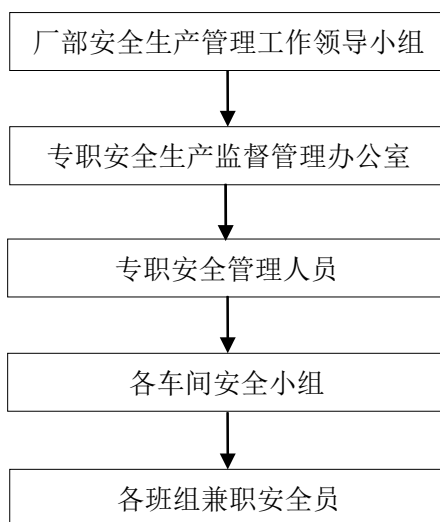 厂部安全生产管理工作领导小组
专职安全生产监督管理办公室
专职安全管理人员
各车间安全小组
各班组兼职安全员